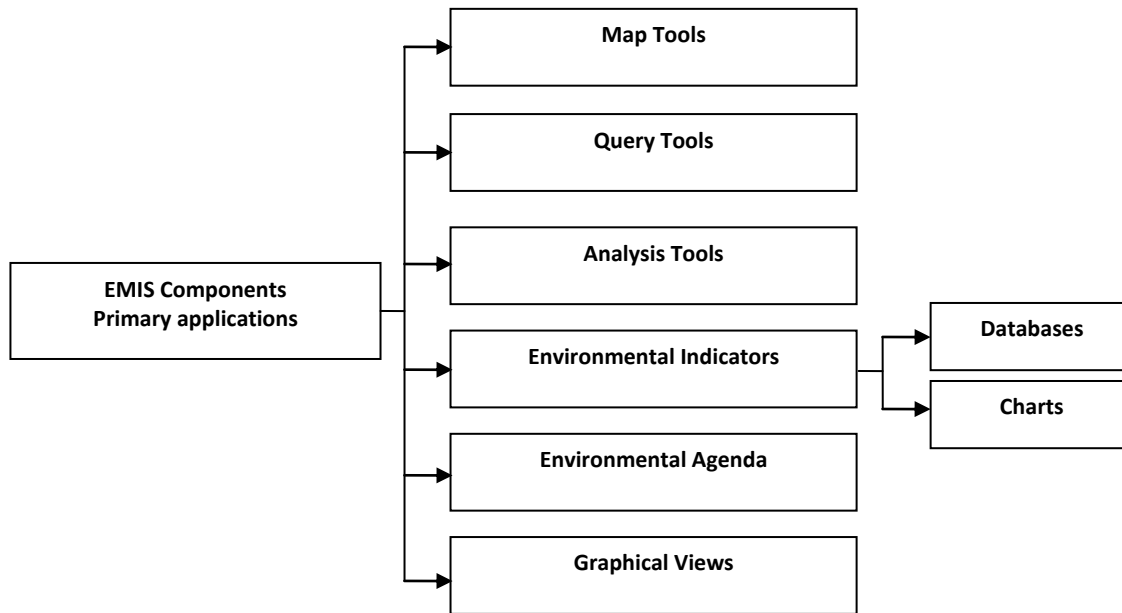 Map Tools
Query Tools
Analysis Tools
EMIS Components
Primary applications
Environmental Indicators
Databases
Charts
Environmental Agenda
Graphical Views